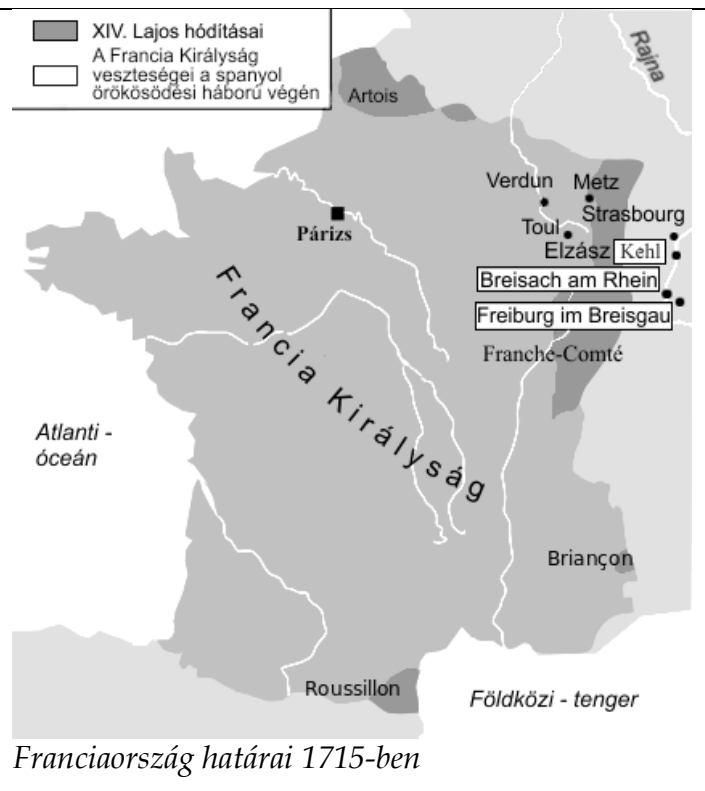 XIV. Lajos hódításai
A Francia Királyság
veszteségei a spanyol
örökösödési háború végén
Rajna
Artois
Verdun
Metz
Toul
Strasbourg
Elzász
Kehl
Párizs
Breisach am Rhein
Freiburg im Breisgau
Franche-Comté
Francia Királyság
Atlanti -
óceán
Briançon
Roussillon
Földközi - tenger
Franciaország határai 1715-ben